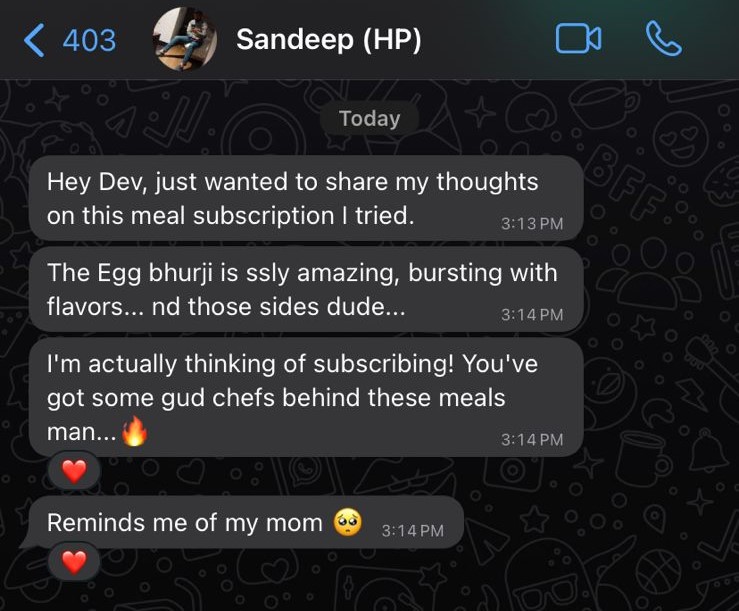 403
Sandeep (HP)
Today
Hey Dev, just wanted to share my thoughts
on this meal subscription I tried.
3:13 PM
The Egg bhurji is ssly amazing, bursting with
flavors... nd those sides dude...
3:14 PM
I'm actually thinking of subscribing! You've
got some gud chefs behind these meals
man...🔥
3:14 PM
❤️
Reminds me of my mom 🥺
3:14 PM
❤️
BFF